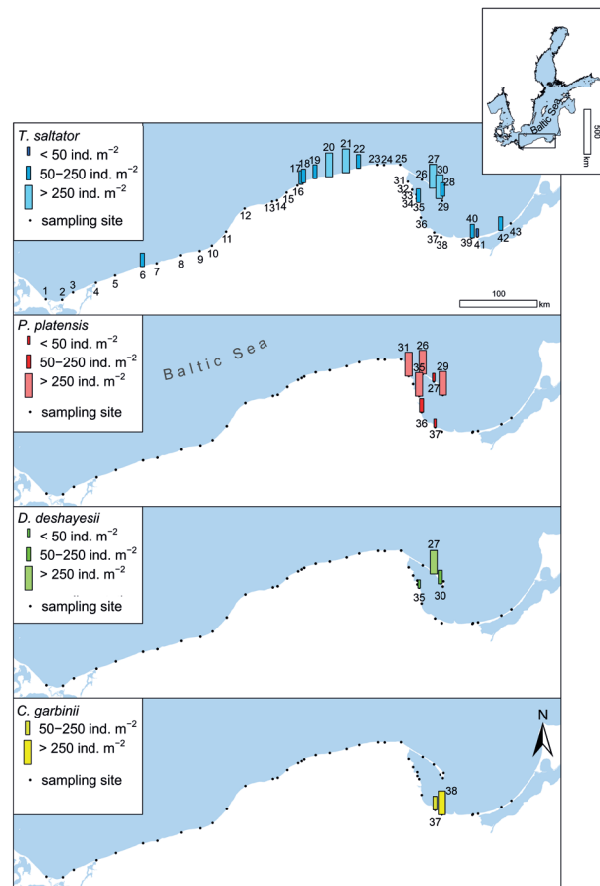 Baltic Sea
500
km
T. saltator
< 50 ind. m⁻²
50–250 ind. m⁻²
> 250 ind. m⁻²
sampling site
1
2
3
4
5
6
7
8
9
10
11
12
13
14
15
16
17
18
19
20
21
22
23
24
25
26
27
30
28
29
31
32
33
34
35
36
37
38
39
40
41
42
43
100
km
P. platensis
< 50 ind. m⁻²
50–250 ind. m⁻²
> 250 ind. m⁻²
sampling site
Baltic Sea
31
26
35
29
27
36
37
D. deshayesii
< 50 ind. m⁻²
50–250 ind. m⁻²
> 250 ind. m⁻²
sampling site
27
35
30
C. garbinii
50–250 ind. m⁻²
> 250 ind. m⁻²
sampling site
N
38
37